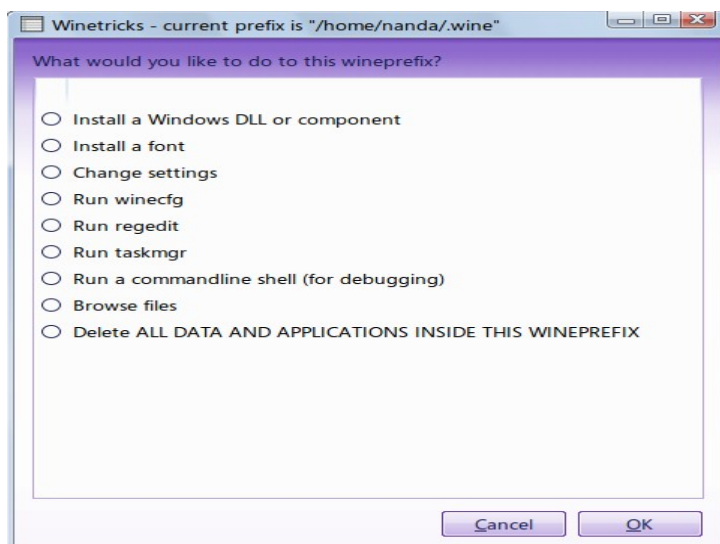 Winetricks - current prefix is "/home/nanda/.wine"
What would you like to do to this wineprefix?
Install a Windows DLL or component
Install a font
Change settings
Run winecfg
Run regedit
Run taskmgr
Run a commandline shell (for debugging)
Browse files
Delete ALL DATA AND APPLICATIONS INSIDE THIS WINEPREFIX
Cancel OK